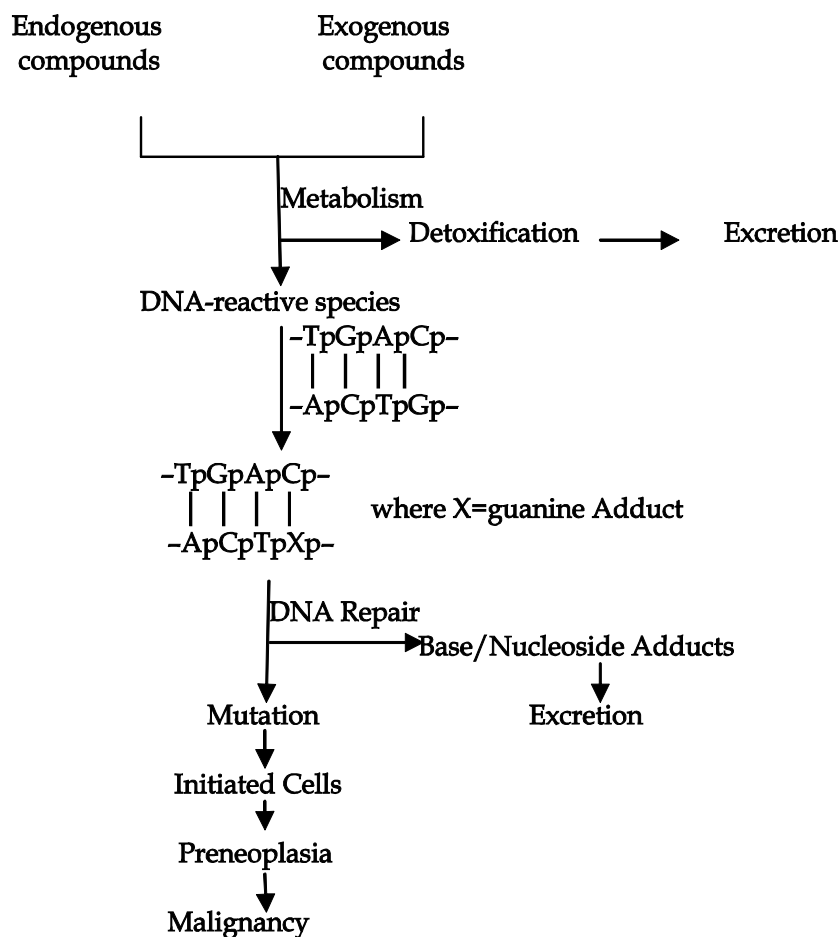 Endogenous
compounds
Exogenous
compounds
Metabolism
Detoxification
Excretion
DNA-reactive species
–TpGpApCp–
–ApCpTpGp–
–TpGpApCp–
where X=guanine Adduct
–ApCpTpXp–
DNA Repair
Base/Nucleoside Adducts
Mutation
Excretion
Initiated Cells
Preneoplasia
Malignancy